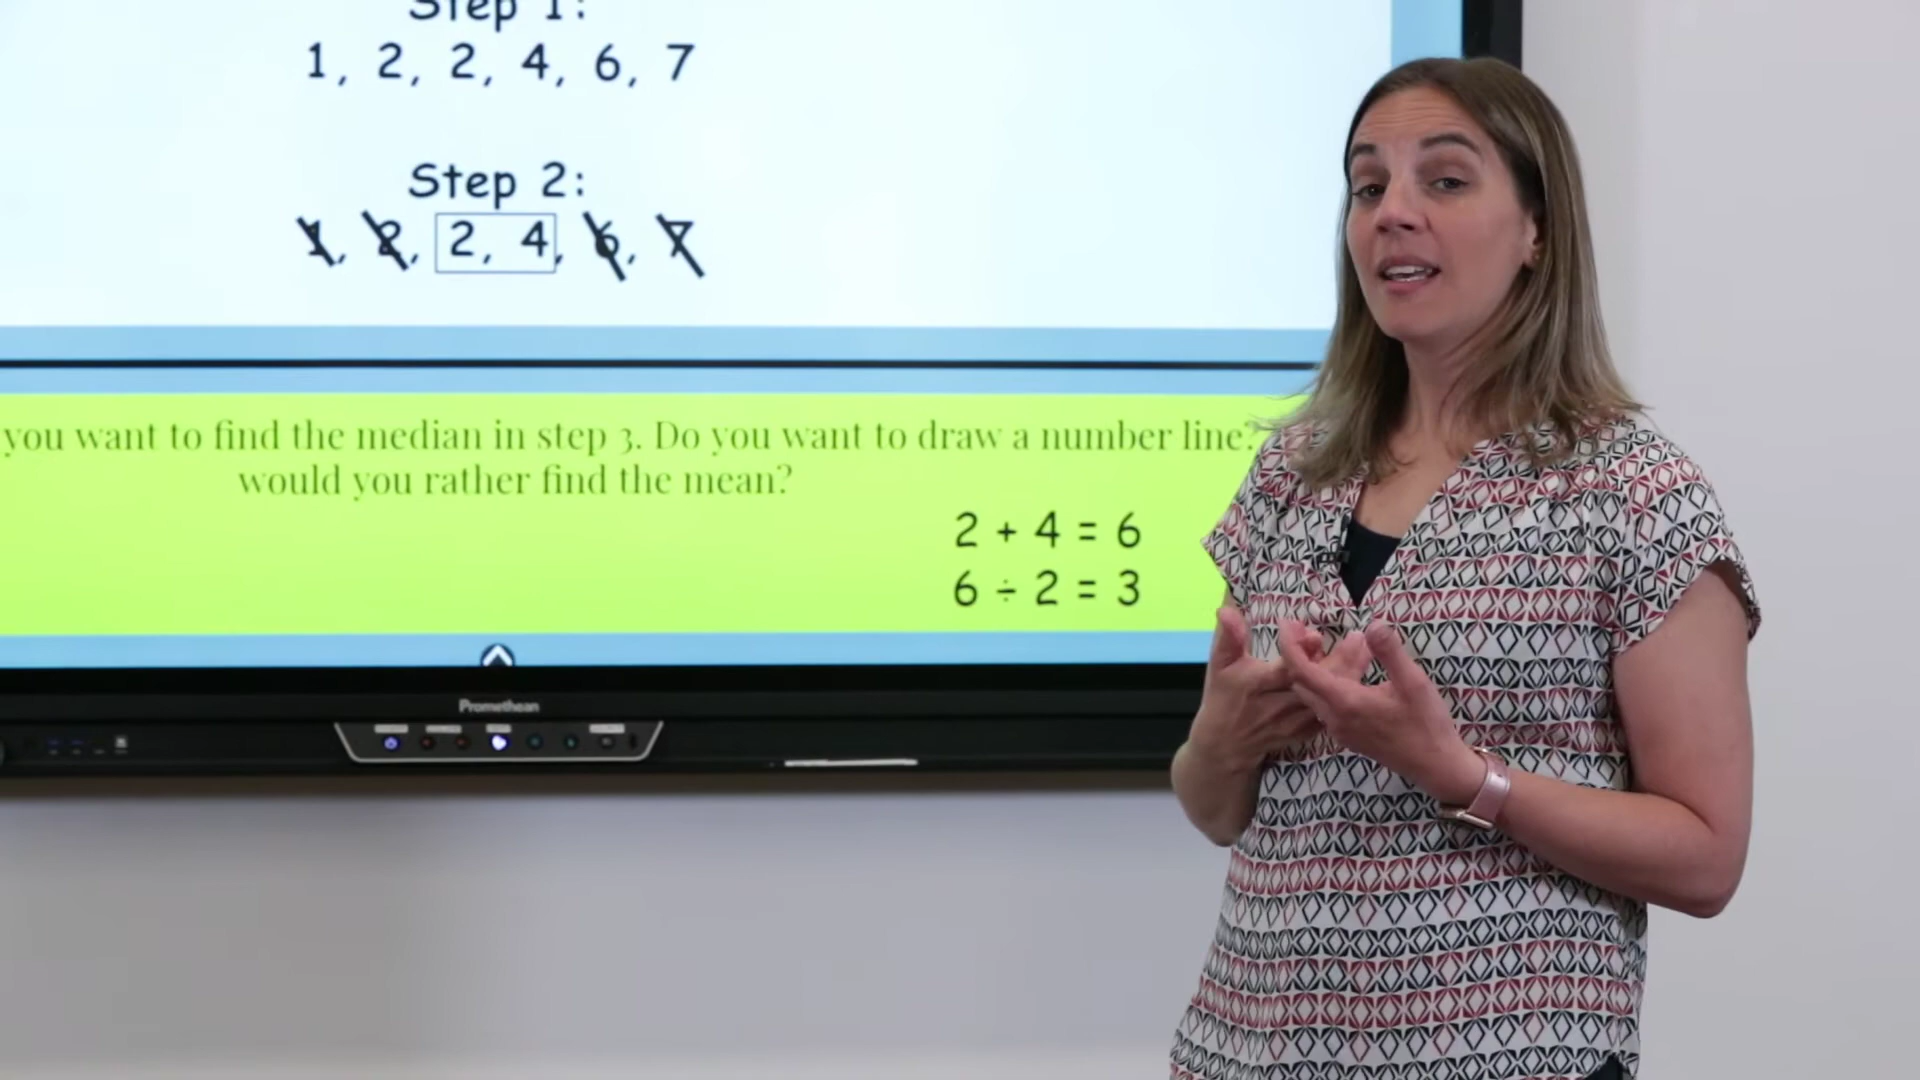 Step 1:
1, 2, 2, 4, 6, 7
Step 2:
1, 2, 2, 4, 6, 7
you want to find the median in step 3. Do you want to draw a number line?
would you rather find the mean?
2 + 4 = 6
6 ÷ 2 = 3
Promethean